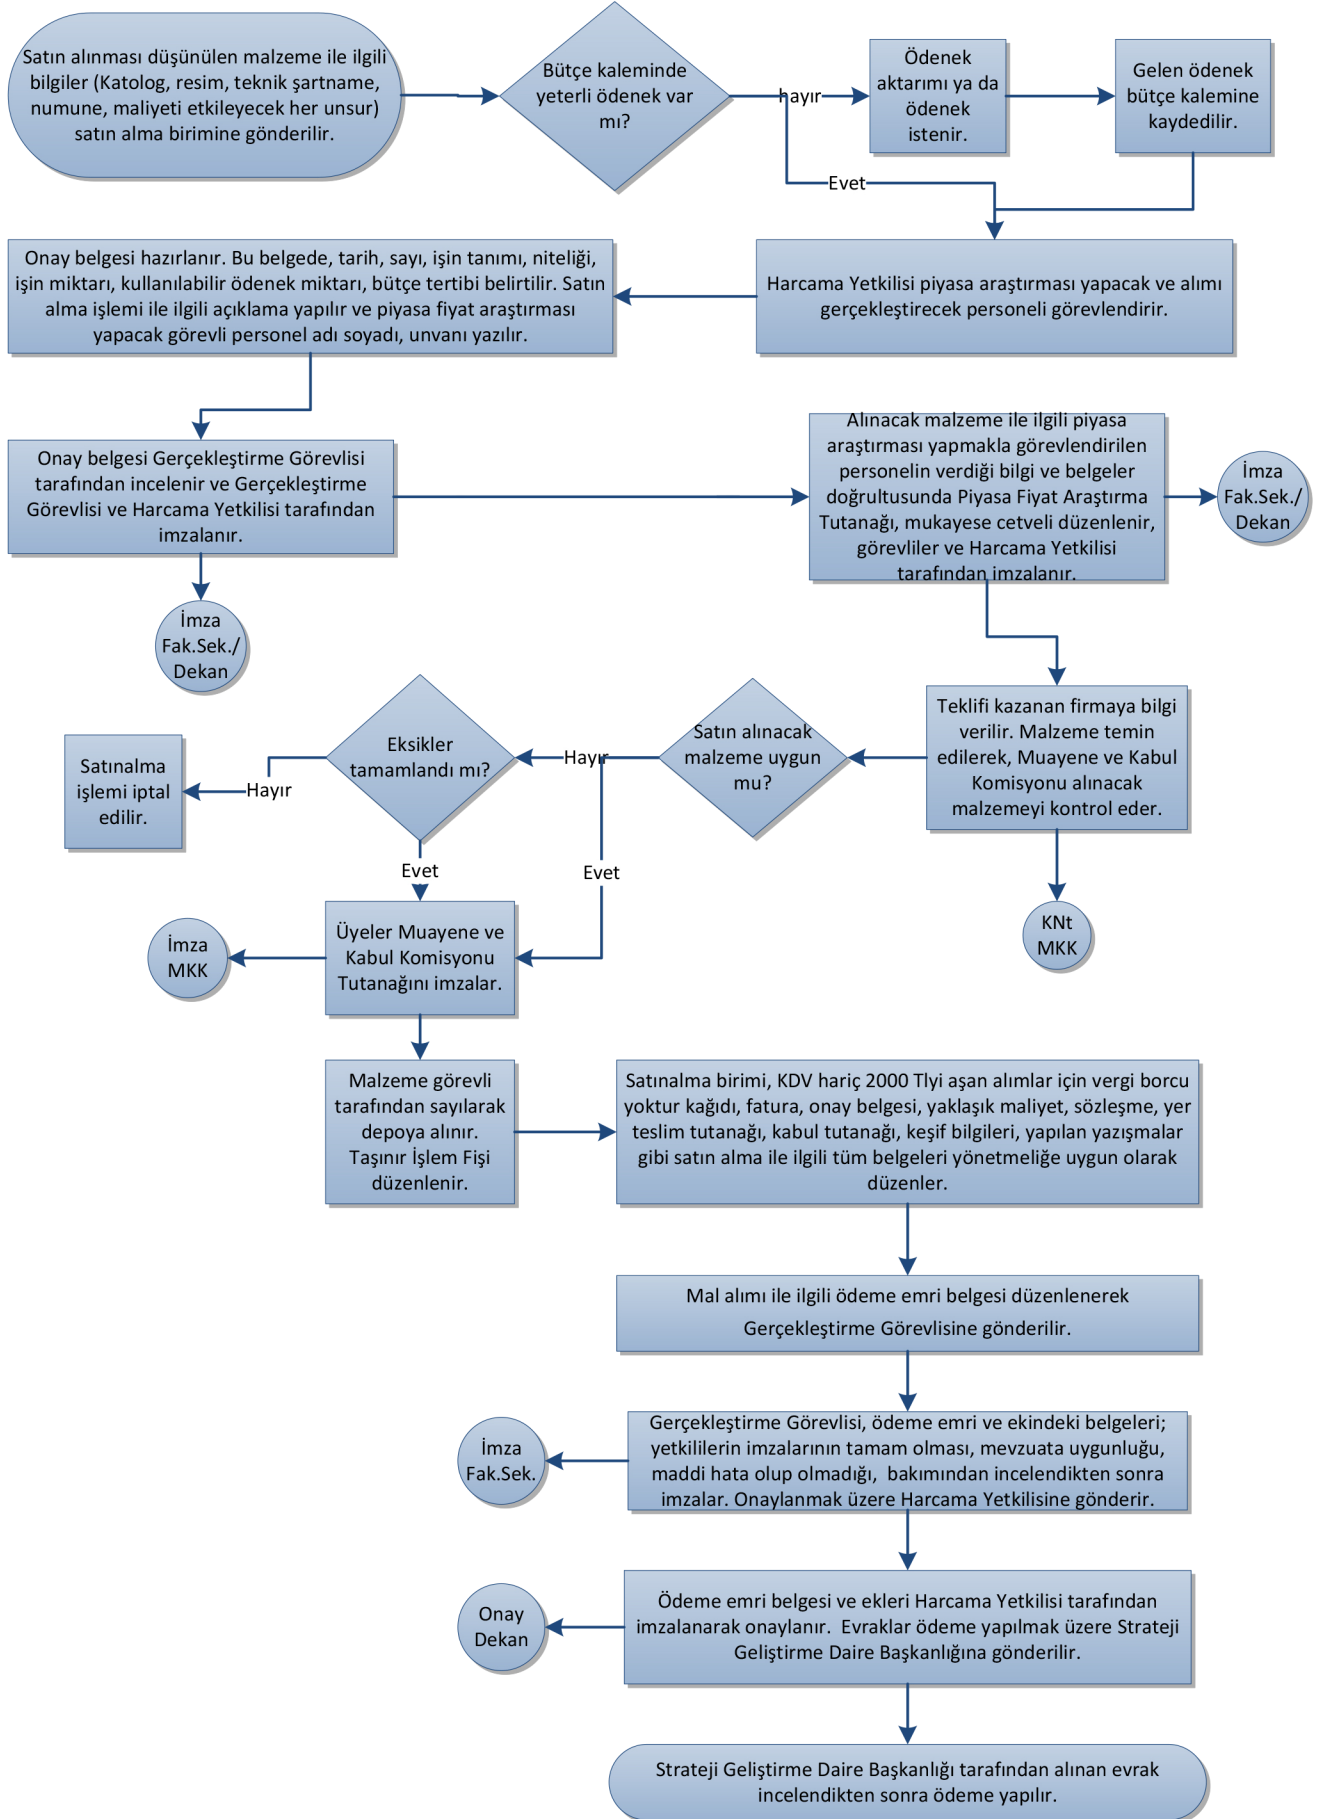 Satın alınması düşünülen malzeme ile ilgili
bilgiler (Katolog, resim, teknik şartname,
numune, maliyeti etkileyecek her unsur)
satın alma birimine gönderilir.
Bütçe kaleminde
yeterli ödenek var
mı?
hayır
Ödenek
aktarımı ya da
ödenek
istenir.
Gelen ödenek
bütçe kalemine
kaydedilir.
Evet
Harcama Yetkilisi piyasa araştırması yapacak ve alımı
gerçekleştirecek personeli görevlendirir.
Onay belgesi hazırlanır. Bu belgede, tarih, sayı, işin tanımı, niteliği,
işin miktarı, kullanılabilir ödenek miktarı, bütçe tertibi belirtilir. Satın
alma işlemi ile ilgili açıklama yapılır ve piyasa fiyat araştırması
yapacak görevli personel adı soyadı, unvanı yazılır.
Onay belgesi Gerçekleştirme Görevlisi
tarafından incelenir ve Gerçekleştirme
Görevlisi ve Harcama Yetkilisi tarafından
imzalanır.
İmza
Fak.Sek./
Dekan
Alınacak malzeme ile ilgili piyasa
araştırması yapmakla görevlendirilen
personelin verdiği bilgi ve belgeler
doğrultusunda Piyasa Fiyat Araştırma
Tutanağı, mukayese cetveli düzenlenir,
görevliler ve Harcama Yetkilisi
tarafından imzalanır.
İmza
Fak.Sek./
Dekan
Teklifi kazanan firmaya bilgi
verilir. Malzeme temin
edilerek, Muayene ve Kabul
Komisyonu alınacak
malzemeyi kontrol eder.
KNt
MKK
Satın alınacak
malzeme uygun
mu?
Hayır
Evet
Eksikler
tamamlandı mı?
Hayır
Satınalma
işlemi iptal
edilir.
Evet
Üyeler Muayene ve
Kabul Komisyonu
Tutanağını imzalar.
İmza
MKK
Malzeme görevli
tarafından sayılarak
depoya alınır.
Taşınır İşlem Fişi
düzenlenir.
Satınalma birimi, KDV hariç 2000 Tlyi aşan alımlar için vergi borcu
yoktur kağıdı, fatura, onay belgesi, yaklaşık maliyet, sözleşme, yer
teslim tutanağı, kabul tutanağı, keşif bilgileri, yapılan yazışmalar
gibi satın alma ile ilgili tüm belgeleri yönetmeliğe uygun olarak
düzenler.
Mal alımı ile ilgili ödeme emri belgesi düzenlenerek
Gerçekleştirme Görevlisine gönderilir.
Gerçekleştirme Görevlisi, ödeme emri ve ekindeki belgeleri;
yetkililerin imzalarının tamam olması, mevzuata uygunluğu,
maddi hata olup olmadığı, bakımından incelendikten sonra
imzalar. Onaylanmak üzere Harcama Yetkilisine gönderir.
İmza
Fak.Sek.
Ödeme emri belgesi ve ekleri Harcama Yetkilisi tarafından
imzalanarak onaylanır. Evraklar ödeme yapılmak üzere Strateji
Geliştirme Daire Başkanlığına gönderilir.
Onay
Dekan
Strateji Geliştirme Daire Başkanlığı tarafından alınan evrak
incelendikten sonra ödeme yapılır.